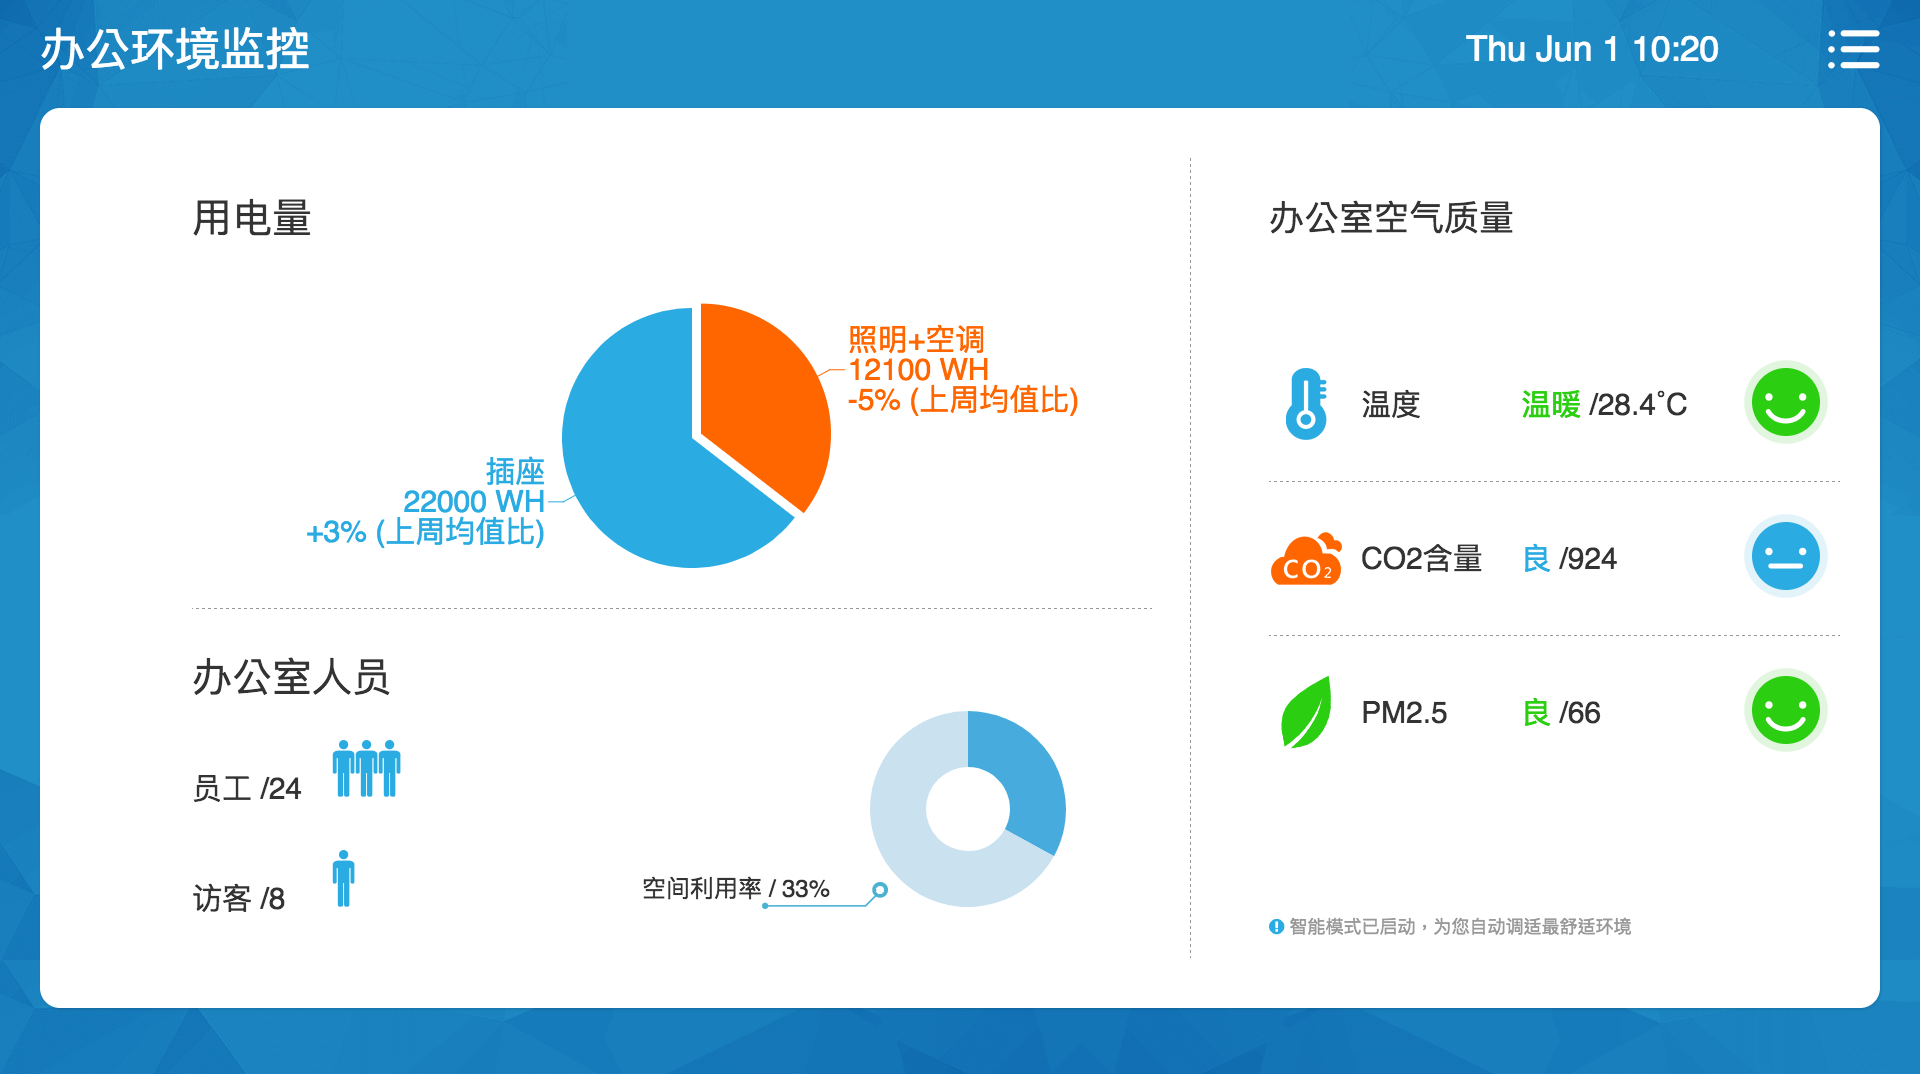 办公环境监控
Thu Jun 1 10:20
用电量
照明+空调
12100 WH
-5% (上周均值比)
插座
22000 WH
+3% (上周均值比)
办公室人员
员工 /24
访客 /8
空间利用率 / 33%
办公室空气质量
温度 温暖 /28.4°C
CO2
CO2含量 良 /924
PM2.5 良 /66
智能模式已启动，为您自动调适最舒适环境